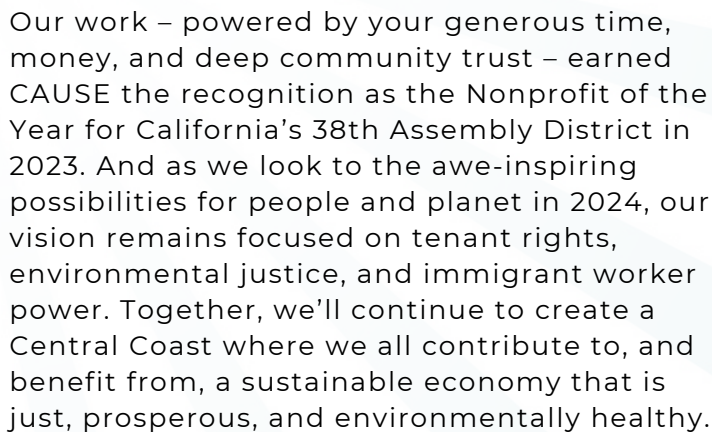 Our work – powered by your generous time,
money, and deep community trust – earned
CAUSE the recognition as the Nonprofit of the
Year for California’s 38th Assembly District in
2023. And as we look to the awe-inspiring
possibilities for people and planet in 2024, our
vision remains focused on tenant rights,
environmental justice, and immigrant worker
power. Together, we’ll continue to create a
Central Coast where we all contribute to, and
benefit from, a sustainable economy that is
just, prosperous, and environmentally healthy.